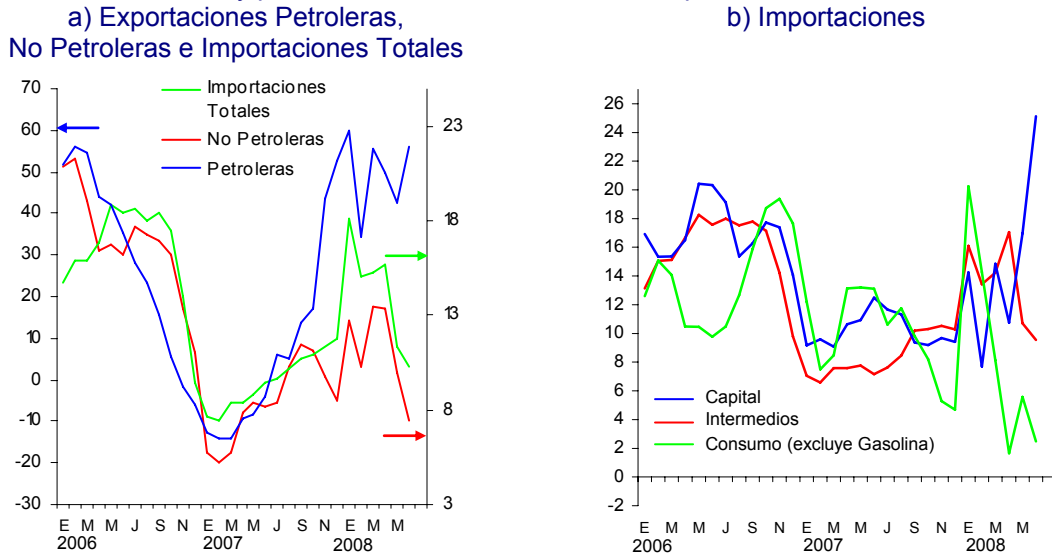 a) Exportaciones Petroleras,
No Petroleras e Importaciones Totales
70
60
50
40
30
20
10
0
-10
-20
-30
23
18
13
8
3
Importaciones
Totales
No Petroleras
Petroleras
E M M J S N E M M J S N E M M
2006 2007 2008
b) Importaciones
26
24
22
20
18
16
14
12
10
8
6
4
2
0
-2
Capital
Intermedios
Consumo (excluye Gasolina)
E M M J S N E M M J S N E M M
2006 2007 2008